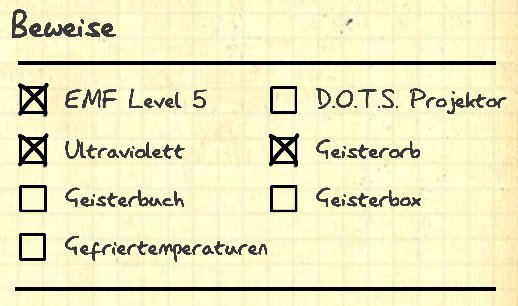 Beweise
EMF Level 5
D.O.T.S. Projektor
Ultraviolett
Geisterorb
Geisterbuch
Geisterbox
Gefriertemperaturen